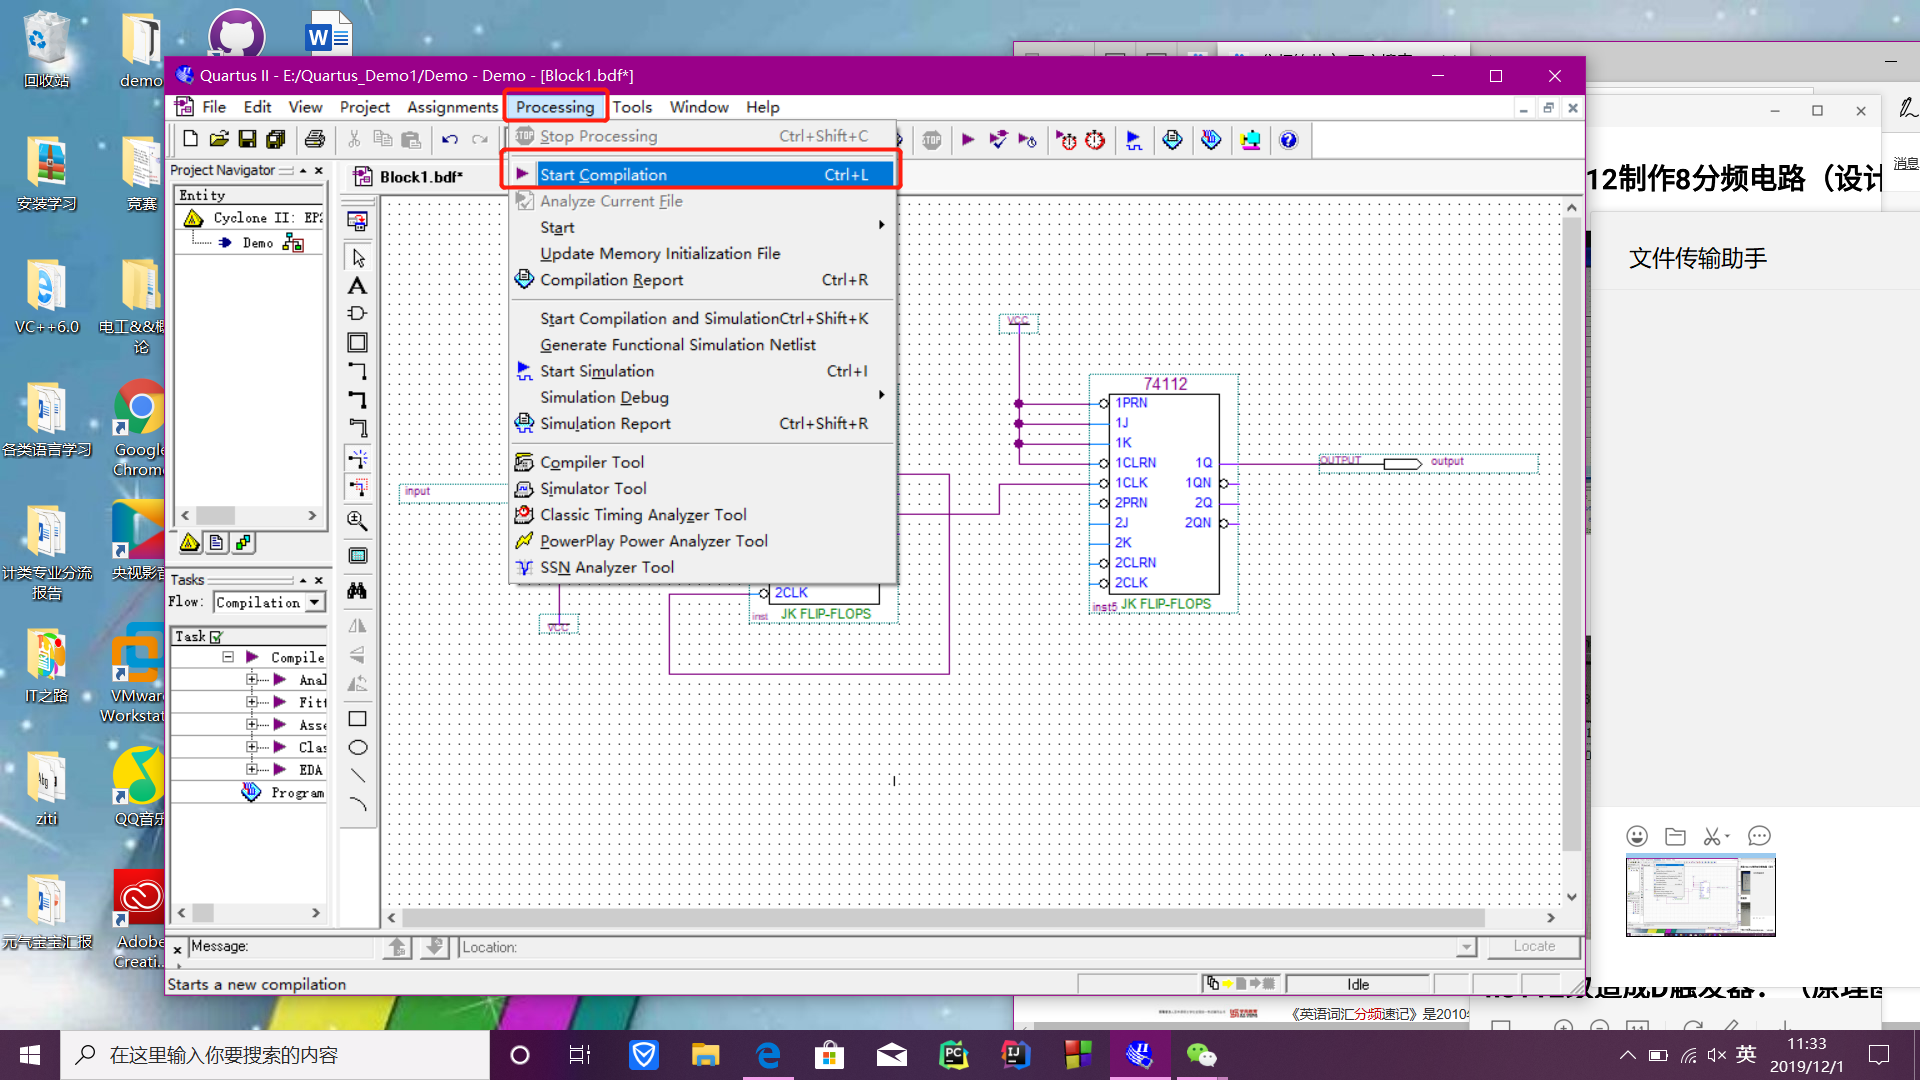 回收站
demo
安装学习
竞赛
VC++6.0
电工&&概
论
各类语言学习
Google
Chrome
计类专业分流
报告
央视影音
IT之路
VMware
Workstat
ziti
QQ音乐
元气宝宝汇报
Adobe
Creati...
Quartus II - E:/Quartus_Demo1/Demo - Demo - [Block1.bdf*]
File Edit View Project Assignments Processing Tools Window Help
Project Navigator
Entity
Cyclone II: EP2
Demo
Block1.bdf*
Stop Processing Ctrl+Shift+C
Start Compilation Ctrl+L
Analyze Current File
Start
Update Memory Initialization File
Compilation Report Ctrl+R
Start Compilation and Simulation Ctrl+Shift+K
Generate Functional Simulation Netlist
Start Simulation Ctrl+I
Simulation Debug
Simulation Report Ctrl+Shift+R
Compiler Tool
Simulator Tool
Classic Timing Analyzer Tool
PowerPlay Power Analyzer Tool
SSN Analyzer Tool
Tasks
Flow: Compilation
Task
Compile
Anal
Fitt
Asse
Clas
EDA
Program
input
VCC
2CLK
inst JK FLIP-FLOPS
VCC
74112
1PRN
1J
1K
1CLRN 1Q
1CLK 1QN
2PRN 2Q
2J 2QN
2K
2CLRN
2CLK
inst5 JK FLIP-FLOPS
OUTPUT output
Message:
Location:
Locate
Starts a new compilation
Idle
消息
12制作8分频电路（设计
文件传输助手
《英语词汇分频速记》是2010年
在这里输入你要搜索的内容
英
11:33
2019/12/1